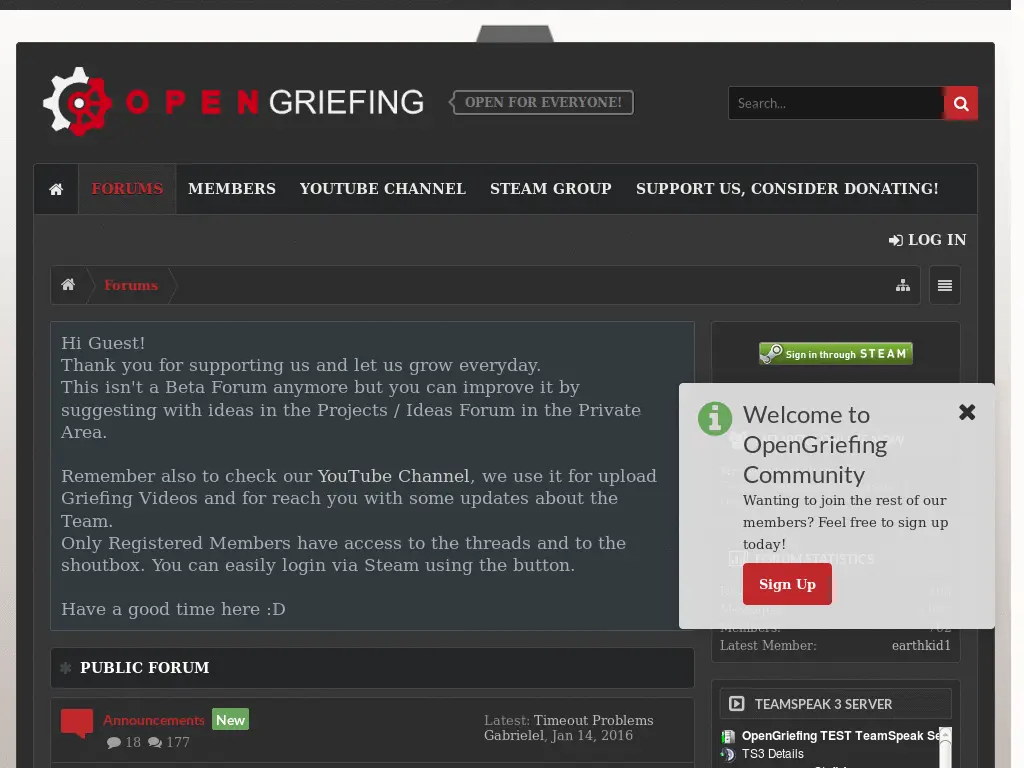 OPEN GRIEFING
OPEN FOR EVERYONE!
Search...
FORUMS
MEMBERS
YOUTUBE CHANNEL
STEAM GROUP
SUPPORT US, CONSIDER DONATING!
LOG IN
Forums
Hi Guest!
Thank you for supporting us and let us grow everyday.
This isn't a Beta Forum anymore but you can improve it by
suggesting with ideas in the Projects / Ideas Forum in the Private
Area.
Remember also to check our YouTube Channel, we use it for upload
Griefing Videos and for reach you with some updates about the
Team.
Only Registered Members have access to the threads and to the
shoutbox. You can easily login via Steam using the button.
Have a good time here :D
Sign in through STEAM
Welcome to
OpenGriefing
Community
Wanting to join the rest of our
members? Feel free to sign up
today!
FORUM STATISTICS
Sign Up
Members:
Latest Member: earthkid1
PUBLIC FORUM
Announcements New
18 177
Latest: Timeout Problems
Gabrielel, Jan 14, 2016
TEAMSPEAK 3 SERVER
OpenGriefing TEST TeamSpeak Se
TS3 Details